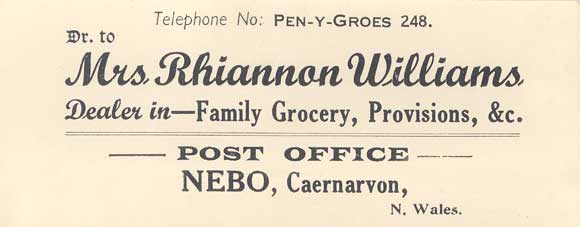 Telephone No: PEN-Y-GROES 248.
Dr. to
Mrs Rhiannon Williams
Dealer in—Family Grocery, Provisions, &c.
POST OFFICE
NEBO, Caernarvon,
N. Wales.